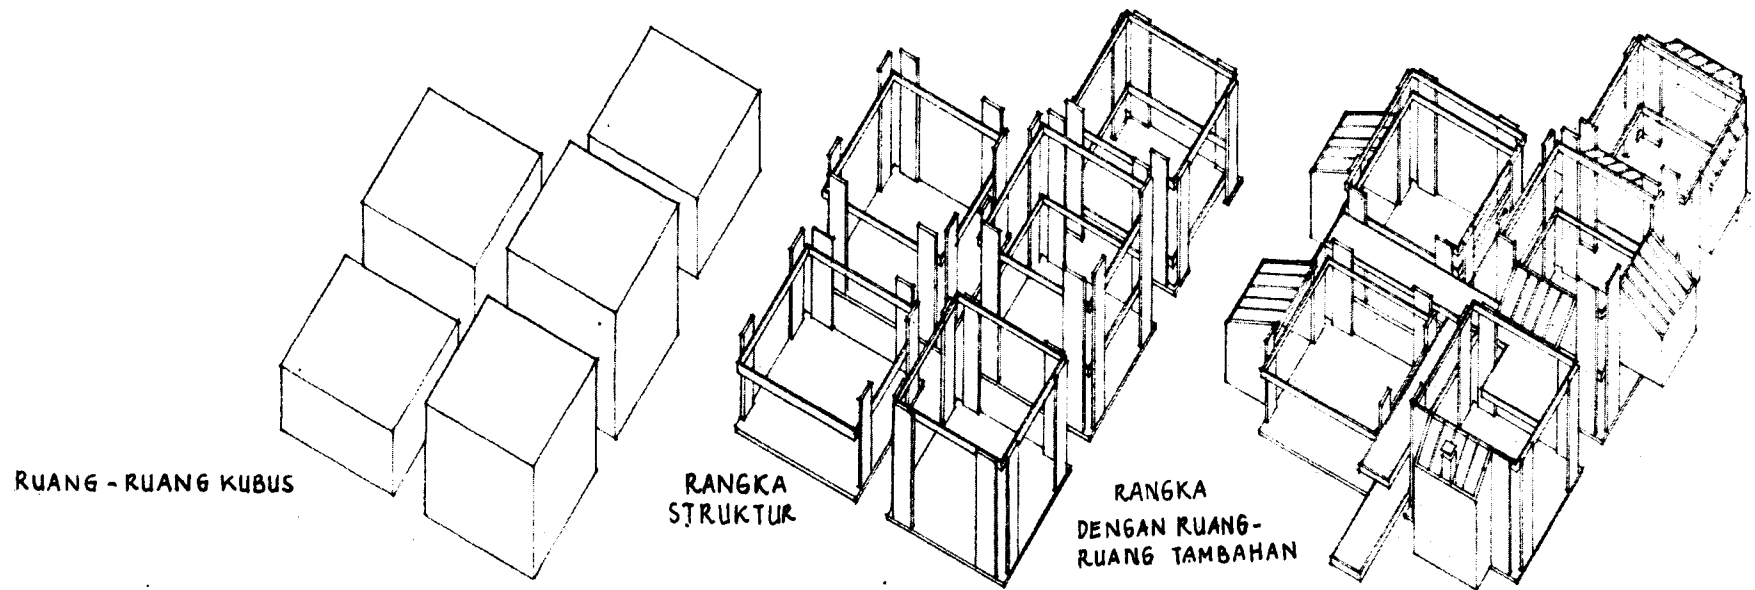 RUANG - RUANG KUBUS
RANGKA
STRUKTUR
RANGKA
DENGAN RUANG-
RUANG TAMBAHAN